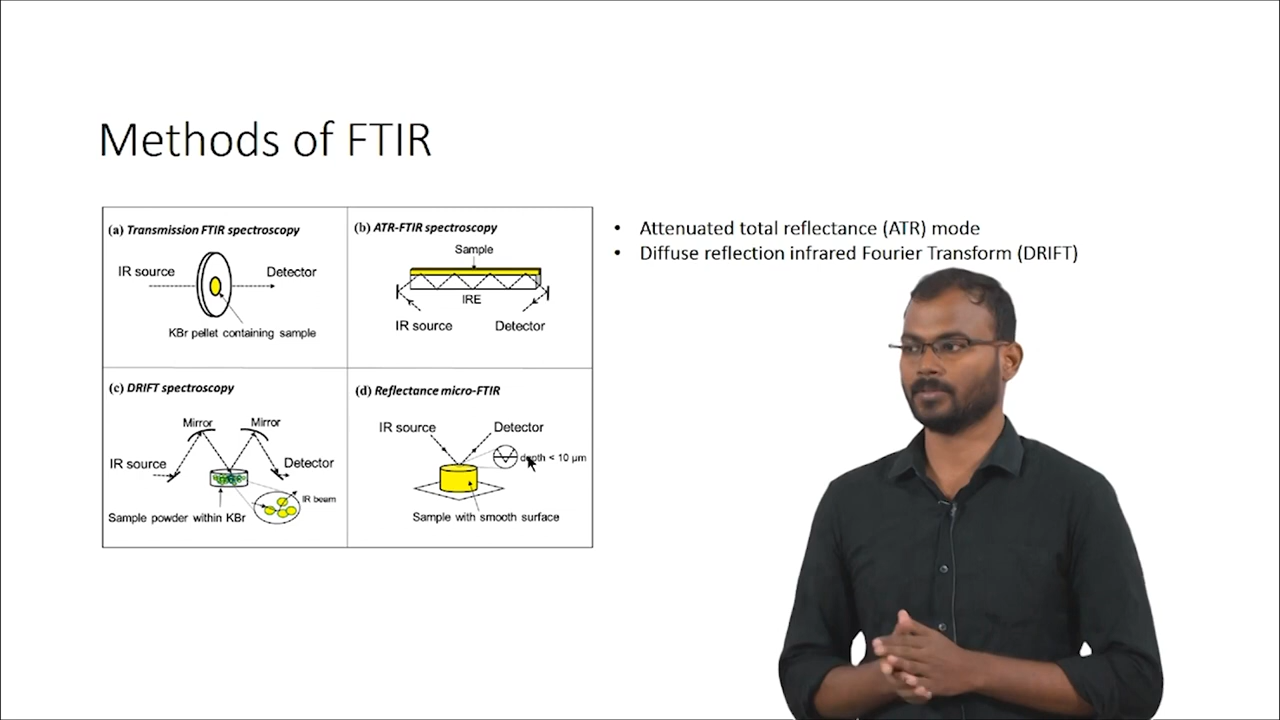 Methods of FTIR
(a) Transmission FTIR spectroscopy
IR source
Detector
KBr pellet containing sample
(b) ATR-FTIR spectroscopy
Sample
IRE
IR source
Detector
(c) DRIFT spectroscopy
Mirror
Mirror
IR source
Detector
IR beam
Sample powder within KBr
(d) Reflectance micro-FTIR
IR source
Detector
depth < 10 µm
Sample with smooth surface
• Attenuated total reflectance (ATR) mode
• Diffuse reflection infrared Fourier Transform (DRIFT)